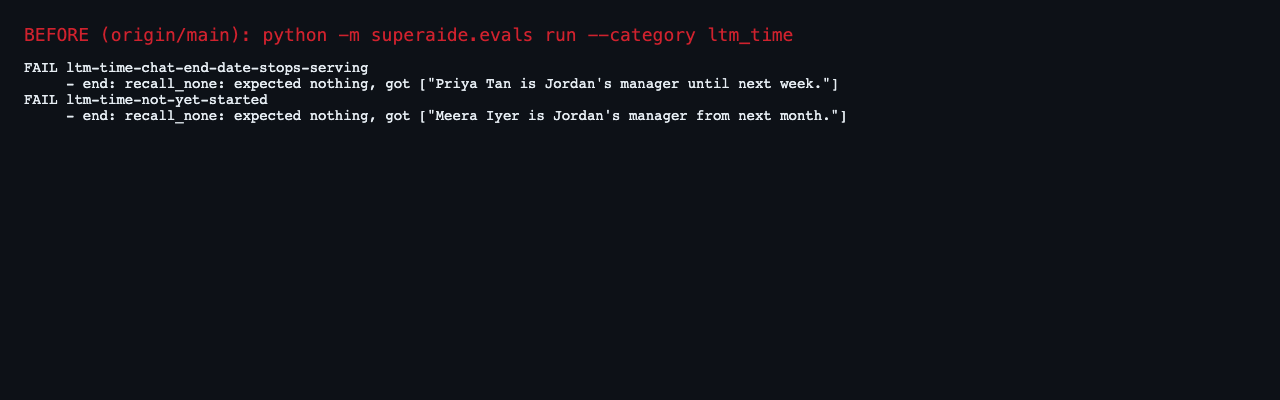 BEFORE (origin/main): python -m superaide.evals run --category ltm_time
FAIL ltm-time-chat-end-date-stops-serving
- end: recall_none: expected nothing, got ["Priya Tan is Jordan's manager until next week."]
FAIL ltm-time-not-yet-started
- end: recall_none: expected nothing, got ["Meera Iyer is Jordan's manager from next month."]